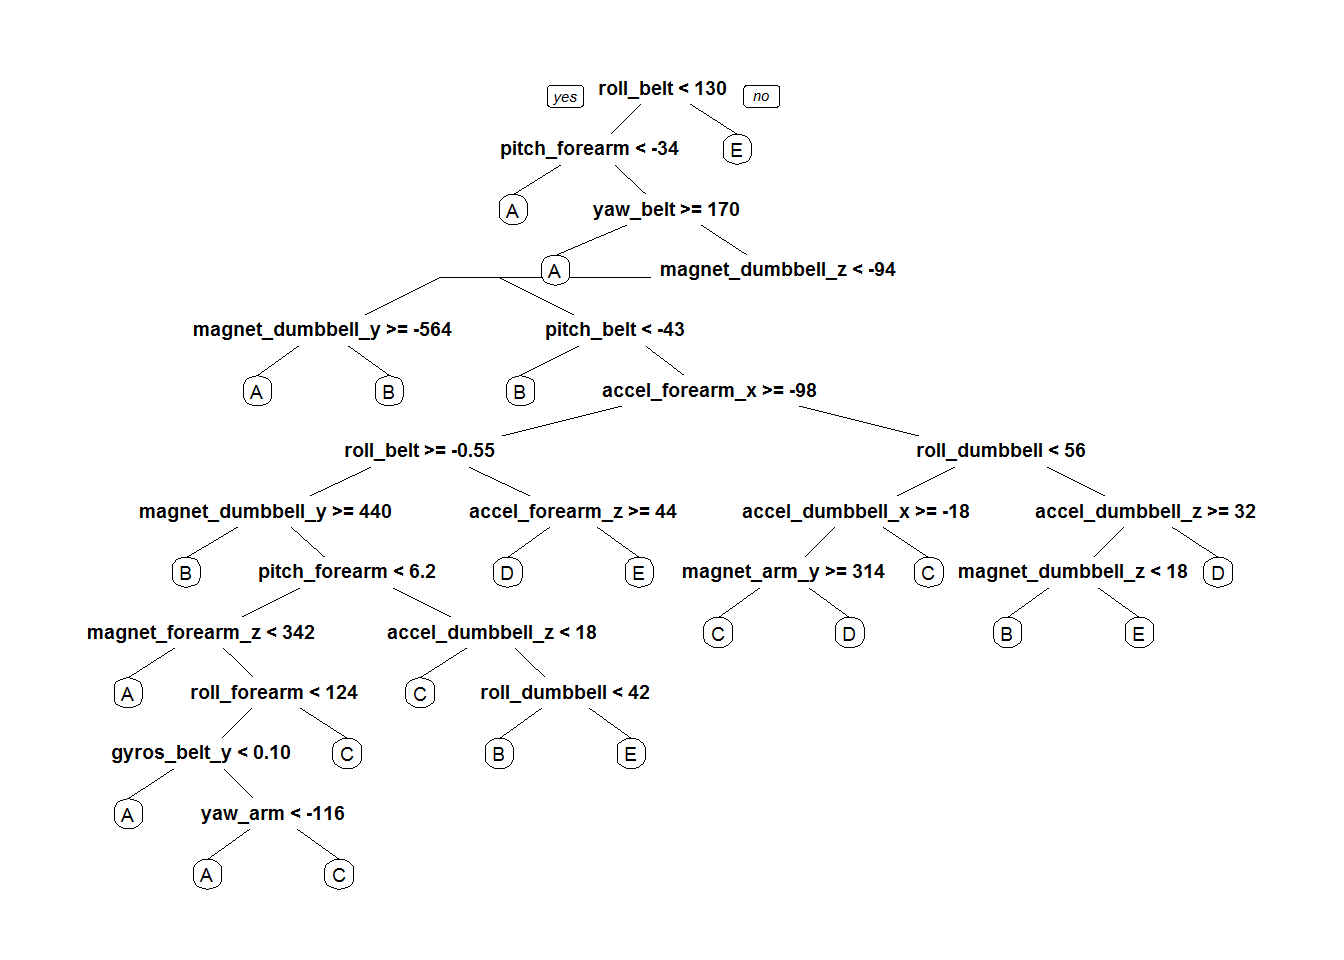 yes roll_belt < 130 no
pitch_forearm < -34 E
A yaw_belt >= 170
A magnet_dumbbell_z < -94
magnet_dumbbell_y >= -564 pitch_belt < -43
A B B accel_forearm_x >= -98
roll_belt >= -0.55 roll_dumbbell < 56
magnet_dumbbell_y >= 440 accel_forearm_z >= 44 accel_dumbbell_x >= -18 accel_dumbbell_z >= 32
B pitch_forearm < 6.2 D E magnet_arm_y >= 314 C magnet_dumbbell_z < 18 D
magnet_forearm_z < 342 accel_dumbbell_z < 18 C D B E
A roll_forearm < 124 C roll_dumbbell < 42
gyros_belt_y < 0.10 C B E
A yaw_arm < -116
A C